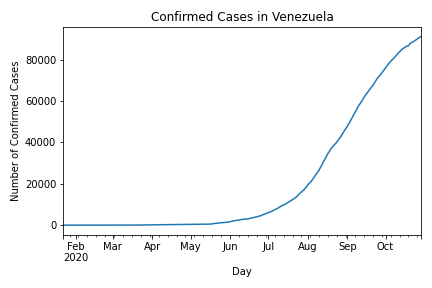 Confirmed Cases in Venezuela
Number of Confirmed Cases
80000
60000
40000
20000
0
Feb Mar Apr May Jun Jul Aug Sep Oct
2020
Day